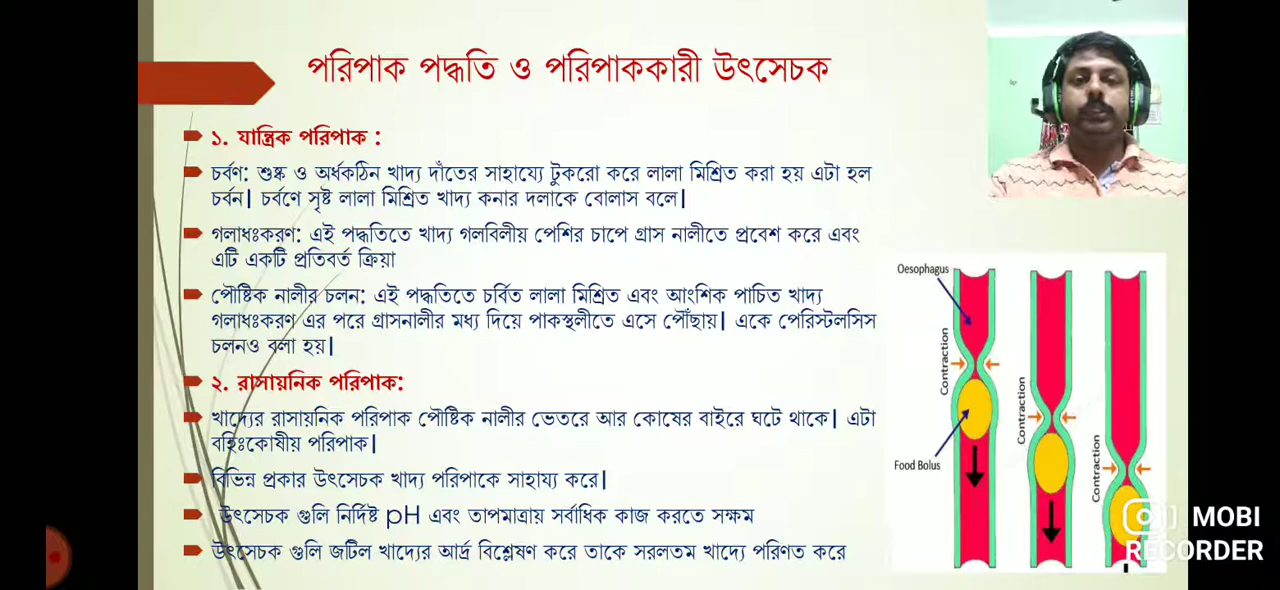 পরিপাক পদ্ধতি ও পরিপাককারী উৎসেচক
১. যান্ত্রিক পরিপাক :
চর্বণ: শুষ্ক ও অর্ধকঠিন খাদ্য দাঁতের সাহায্যে টুকরো করে লালা মিশ্রিত করা হয় এটা হল
চর্বন। চর্বণে সৃষ্ট লালা মিশ্রিত খাদ্য কনার দলাকে বোলাস বলে।
গলাধঃকরণ: এই পদ্ধতিতে খাদ্য গলবিলীয় পেশির চাপে গ্রাস নালীতে প্রবেশ করে এবং
এটি একটি প্রতিবর্ত ক্রিয়া
পৌষ্টিক নালীর চলন: এই পদ্ধতিতে চর্বিত লালা মিশ্রিত এবং আংশিক পাচিত খাদ্য
গলাধঃকরণ এর পরে গ্রাসনালীর মধ্য দিয়ে পাকস্থলীতে এসে পৌঁছায়। একে পেরিস্টলসিস
চলনও বলা হয়।
২. রাসায়নিক পরিপাক:
খাদ্যের রাসায়নিক পরিপাক পৌষ্টিক নালীর ভেতরে আর কোষের বাইরে ঘটে থাকে। এটা
বহিঃকোষীয় পরিপাক।
বিভিন্ন প্রকার উৎসেচক খাদ্য পরিপাকে সাহায্য করে।
উৎসেচক গুলি নির্দিষ্ট pH এবং তাপমাত্রায় সর্বাধিক কাজ করতে সক্ষম
উৎসেচক গুলি জটিল খাদ্যের আর্দ্র বিশ্লেষণ করে তাকে সরলতম খাদ্যে পরিণত করে
Oesophagus
Contraction
Food Bolus
Contraction
Contraction
MOBI
RECORDER